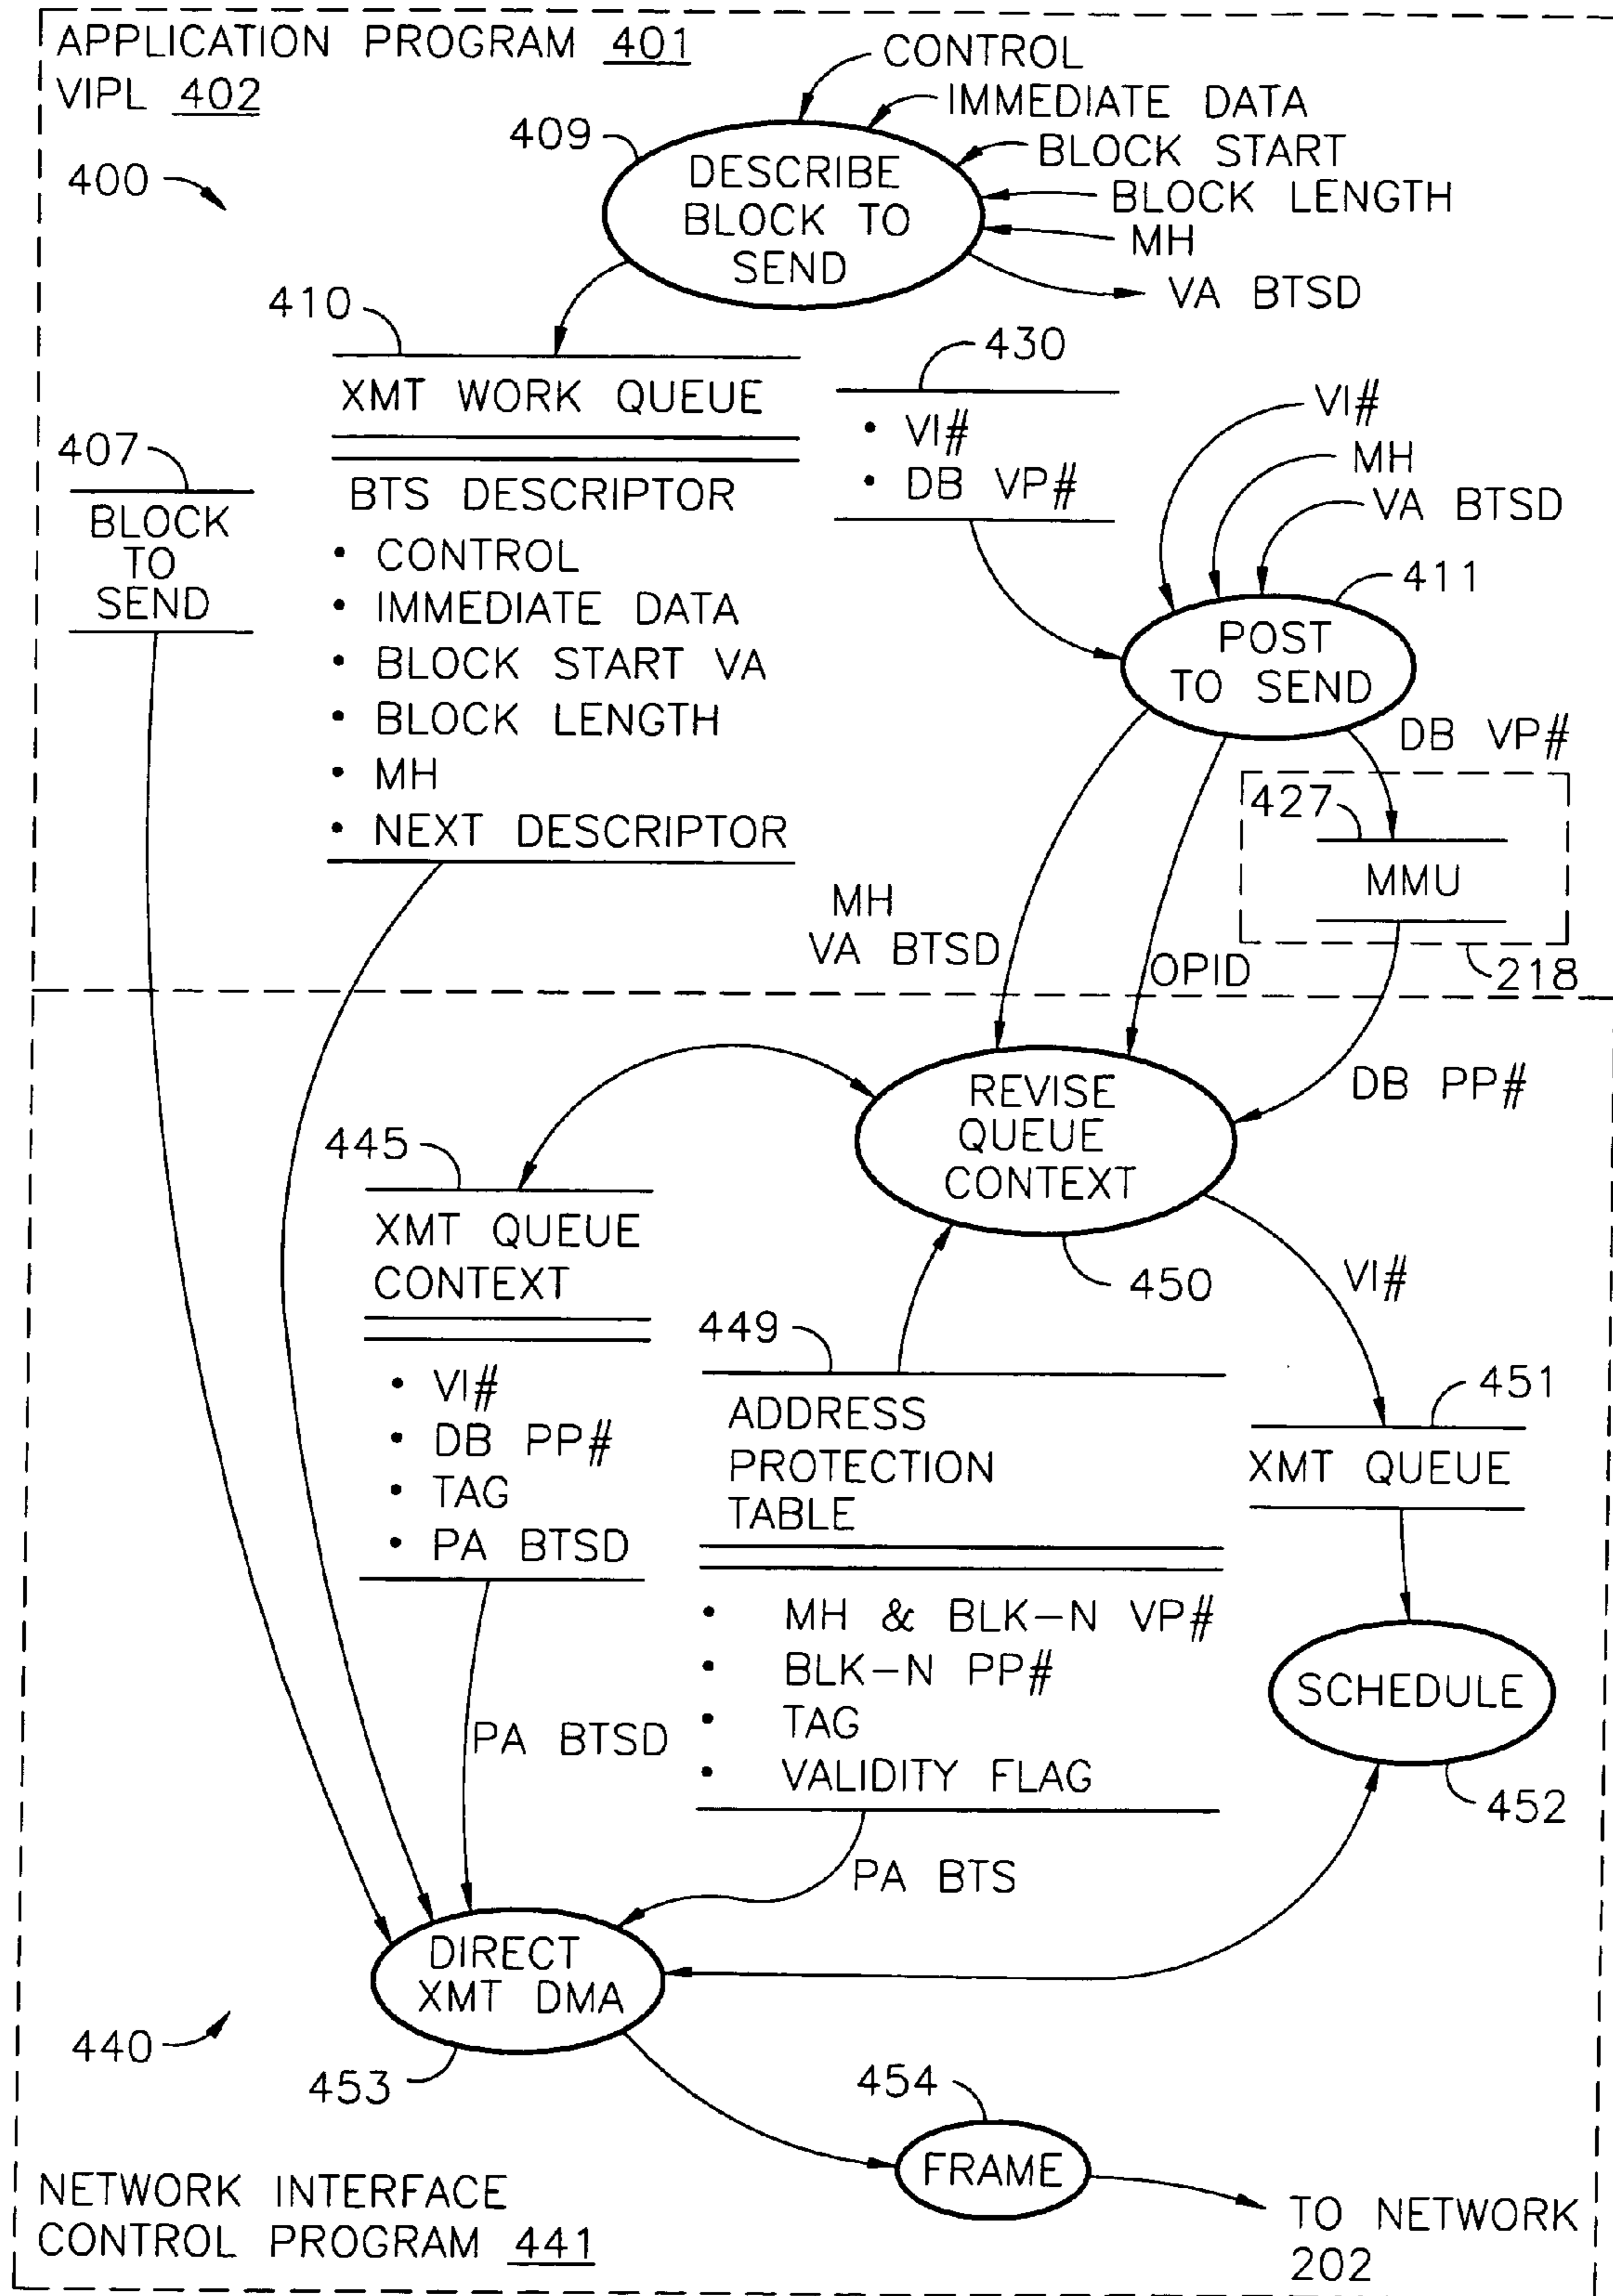 APPLICATION PROGRAM 401
VIPL 402
CONTROL
IMMEDIATE DATA
BLOCK START
BLOCK LENGTH
MH
VA BTSD
409
DESCRIBE
BLOCK TO
SEND
400
410
XMT WORK QUEUE
BTS DESCRIPTOR
• CONTROL
• IMMEDIATE DATA
• BLOCK START VA
• BLOCK LENGTH
• MH
• NEXT DESCRIPTOR
407
BLOCK
TO
SEND
430
• VI#
• DB VP#
VI#
MH
VA BTSD
411
POST
TO SEND
DB VP#
427
MMU
218
MH
VA BTSD
OPID
DB PP#
REVISE
QUEUE
CONTEXT
450
445
XMT QUEUE
CONTEXT
• VI#
• DB PP#
• TAG
• PA BTSD
449
ADDRESS
PROTECTION
TABLE
• MH & BLK-N VP#
• BLK-N PP#
• TAG
• VALIDITY FLAG
VI#
451
XMT QUEUE
SCHEDULE
452
PA BTSD
PA BTS
DIRECT
XMT DMA
453
440
454
FRAME
TO NETWORK
202
NETWORK INTERFACE
CONTROL PROGRAM 441